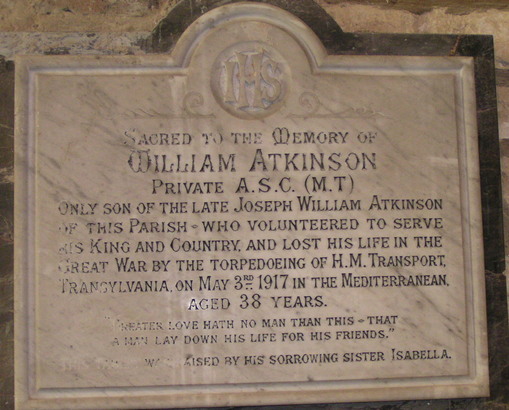 IHS
SACRED TO THE MEMORY OF
WILLIAM ATKINSON
PRIVATE A.S.C. (M.T)
ONLY SON OF THE LATE JOSEPH WILLIAM ATKINSON
OF THIS PARISH - WHO VOLUNTEERED TO SERVE
HIS KING AND COUNTRY, AND LOST HIS LIFE IN THE
GREAT WAR BY THE TORPEDOING OF H.M. TRANSPORT,
TRANSYLVANIA, ON MAY 3RD 1917 IN THE MEDITERRANEAN,
AGED 38 YEARS.
"GREATER LOVE HATH NO MAN THAN THIS - THAT
A MAN LAY DOWN HIS LIFE FOR HIS FRIENDS."
RAISED BY HIS SORROWING SISTER ISABELLA.